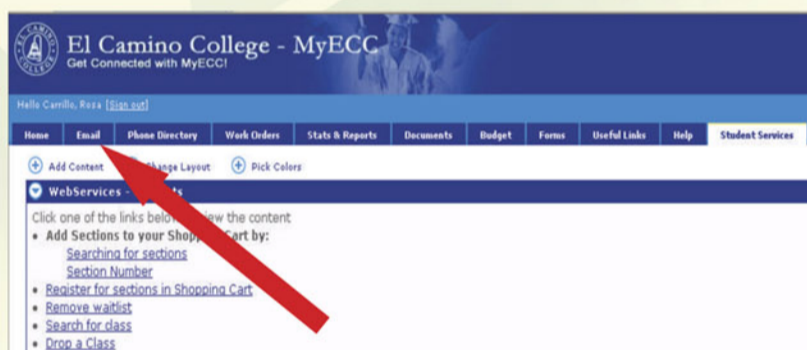 El Camino College - MyECC
Get Connected with MyECC!
Hello Carrillo, Rosa [Sign out]
Home Email Phone Directory Work Orders Stats & Reports Documents Budget Forms Useful Links Help Student Services
Add Content Change Layout Pick Colors
WebServices -
Click one of the links the content
• Add Sections to your Cart by:
Searching for sections
Section Number
• Register for sections in Shopping Cart
• Remove waitlist
• Search for class
• Drop a Class